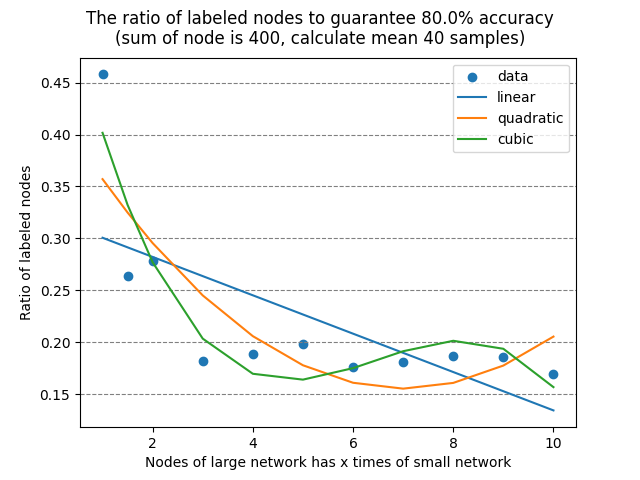 The ratio of labeled nodes to guarantee 80.0% accuracy
(sum of node is 400, calculate mean 40 samples)
data
linear
quadratic
cubic
0.45
0.40
0.35
0.30
0.25
0.20
0.15
Ratio of labeled nodes
2 4 6 8 10
Nodes of large network has x times of small network